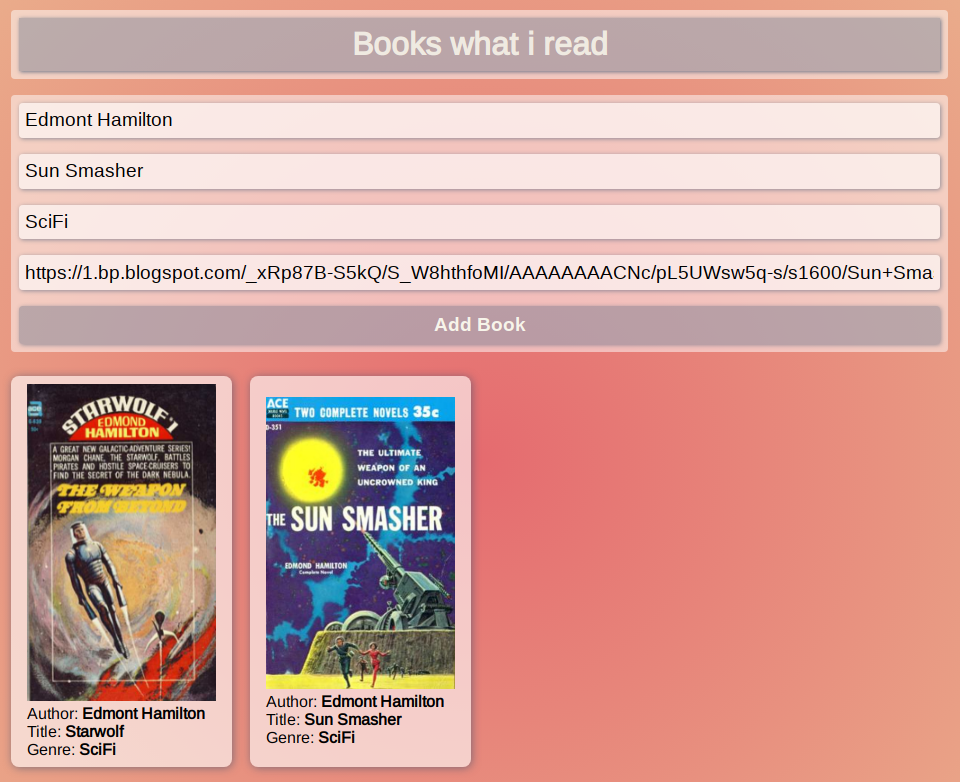 Books what i read
Edmont Hamilton
Sun Smasher
SciFi
https://1.bp.blogspot.com/_xRp87B-S5kQ/S_W8hthfoMI/AAAAAAAACNc/pL5UWsw5q-s/s1600/Sun+Sma
Add Book
ace
STARWOLF #1
EDMOND
HAMILTON
A GREAT NEW GALACTIC-ADVENTURE SERIES!
MORGAN CHANE, THE STARWOLF, BATTLES
PIRATES AND HOSTILE SPACE-CRUISERS TO
FIND THE SECRET OF THE DARK NEBULA.
THE WEAPON
FROM BEYOND
Author: Edmont Hamilton
Title: Starwolf
Genre: SciFi
ACE
TWO COMPLETE NOVELS 35c
D-351
THE ULTIMATE
WEAPON OF AN
UNCROWNED KING
THE SUN SMASHER
EDMOND HAMILTON
Complete Novel
Author: Edmont Hamilton
Title: Sun Smasher
Genre: SciFi